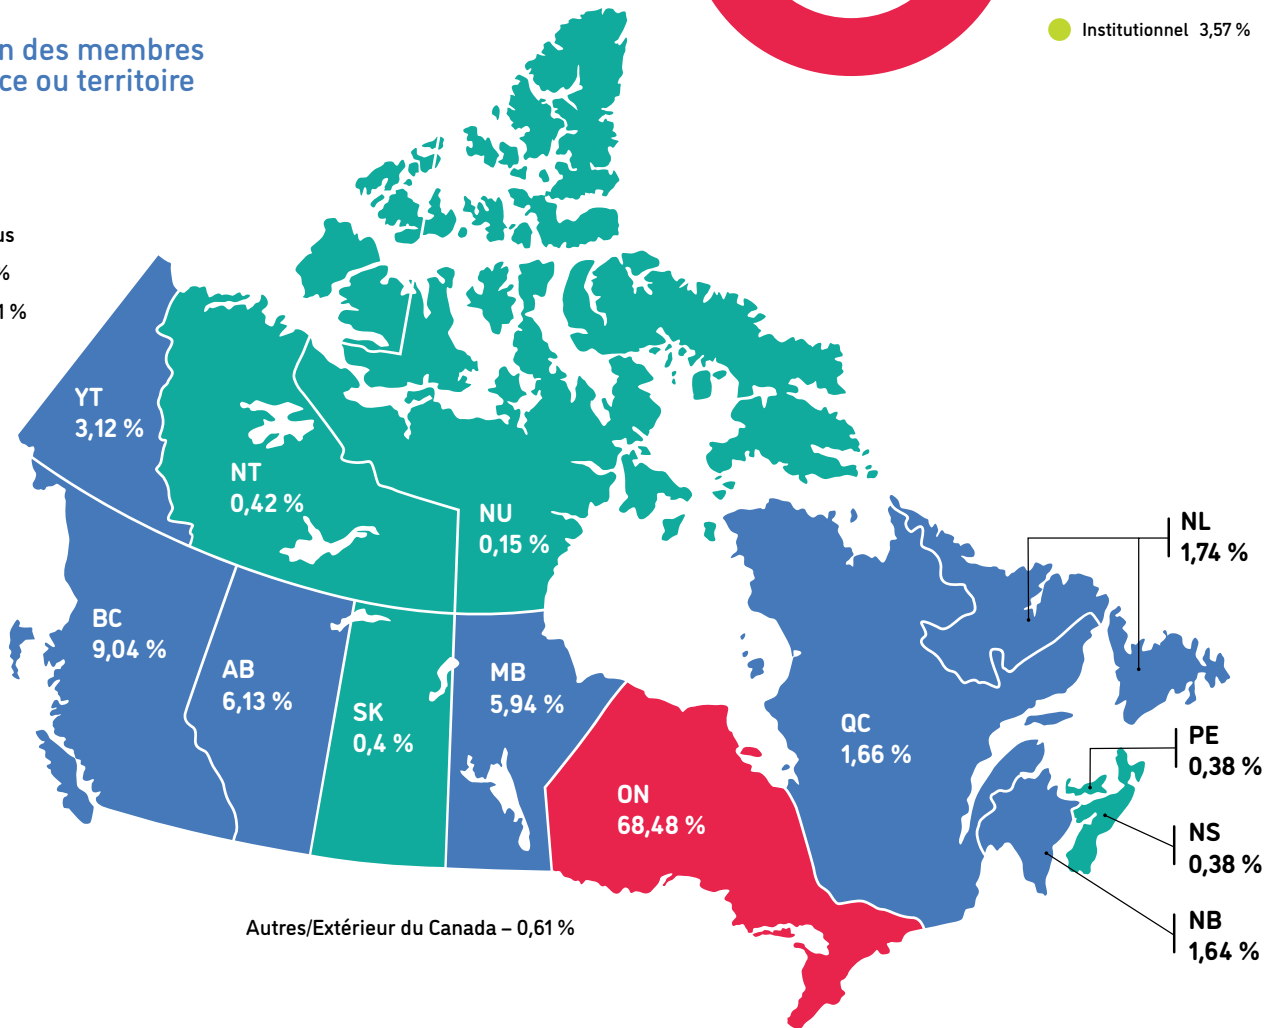 n des membres
ce ou territoire
Institutionnel 3,57 %
us
%
1 %
YT
3,12 %
NT
0,42 %
NU
0,15 %
NL
1,74 %
BC
9,04 %
AB
6,13 %
SK
0,4 %
MB
5,94 %
ON
68,48 %
QC
1,66 %
PE
0,38 %
NS
0,38 %
NB
1,64 %
Autres/Extérieur du Canada – 0,61 %